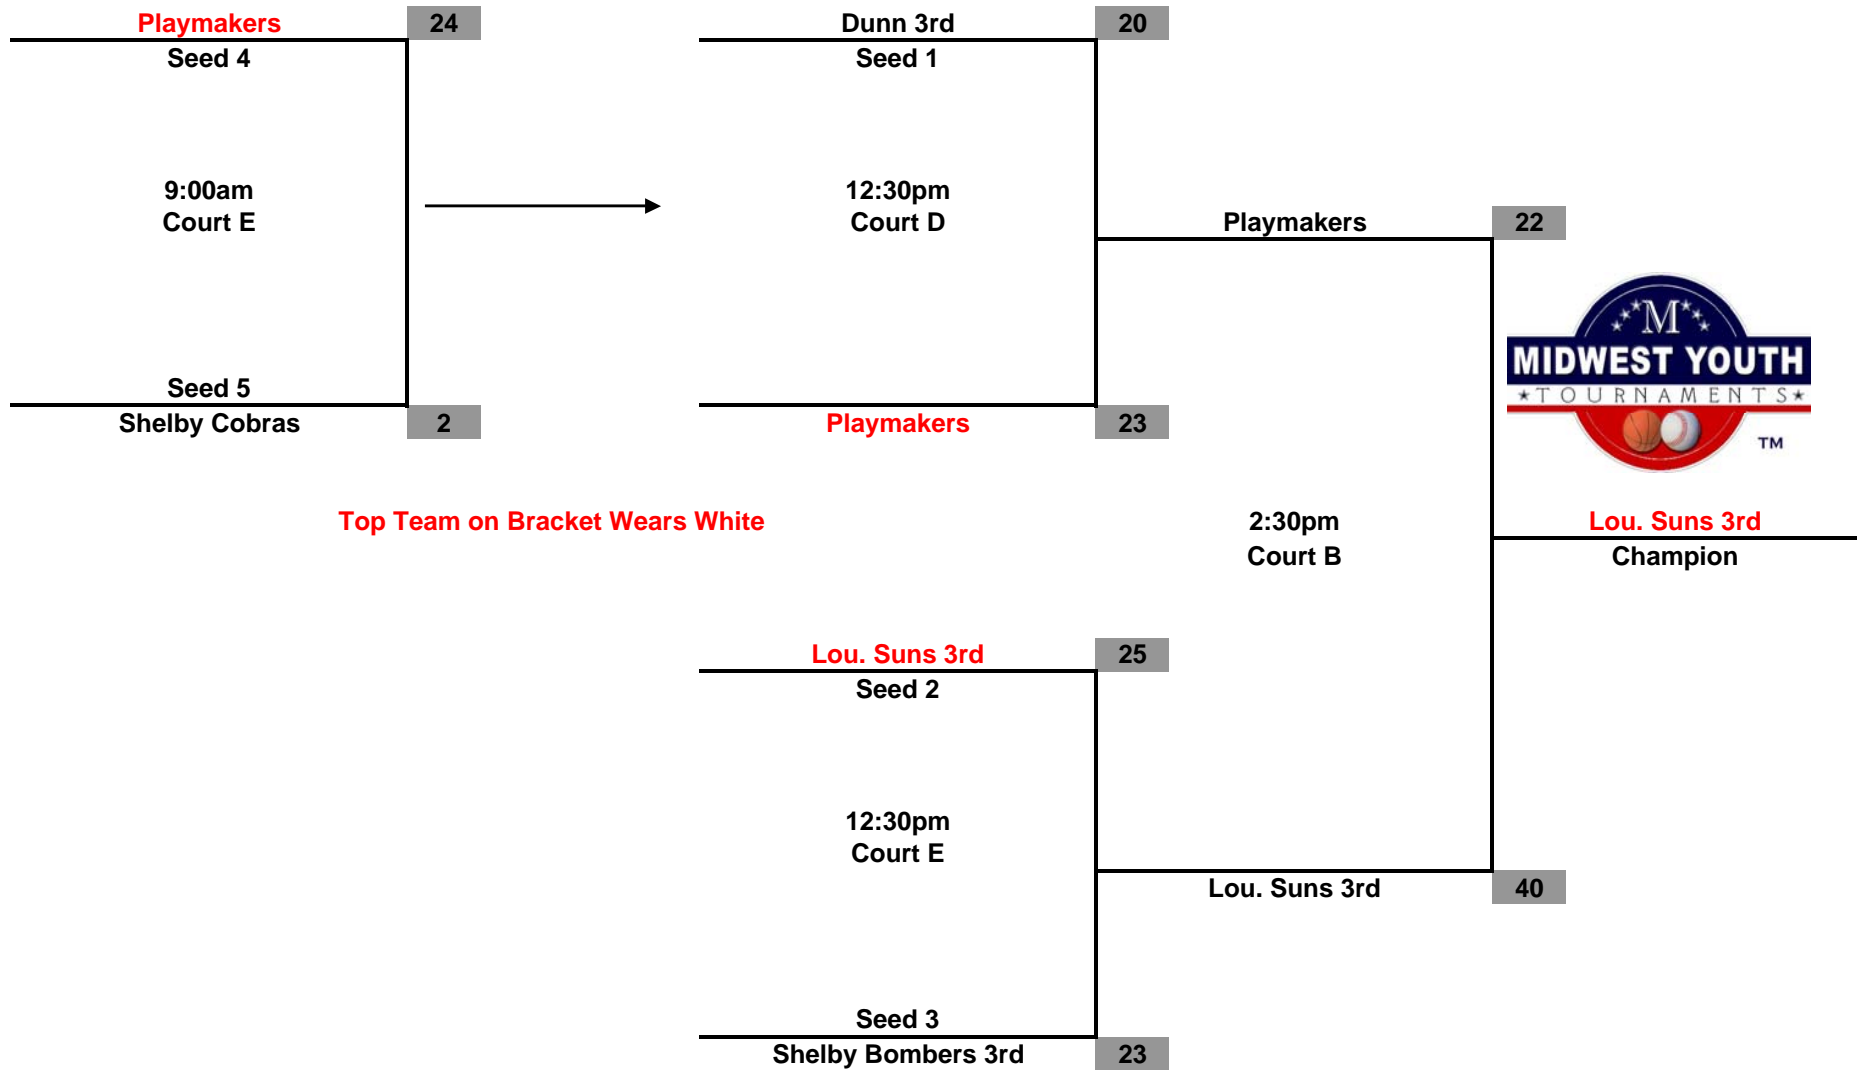 Playmakers 24
Seed 4
9:00am
Court E
Seed 5
Shelby Cobras 2
Dunn 3rd 20
Seed 1
12:30pm
Court D
Playmakers 23
Playmakers 22
M
MIDWEST YOUTH
TOURNAMENTS
TM
Top Team on Bracket Wears White
2:30pm
Court B
Lou. Suns 3rd
Champion
Lou. Suns 3rd 25
Seed 2
12:30pm
Court E
Lou. Suns 3rd 40
Seed 3
Shelby Bombers 3rd 23